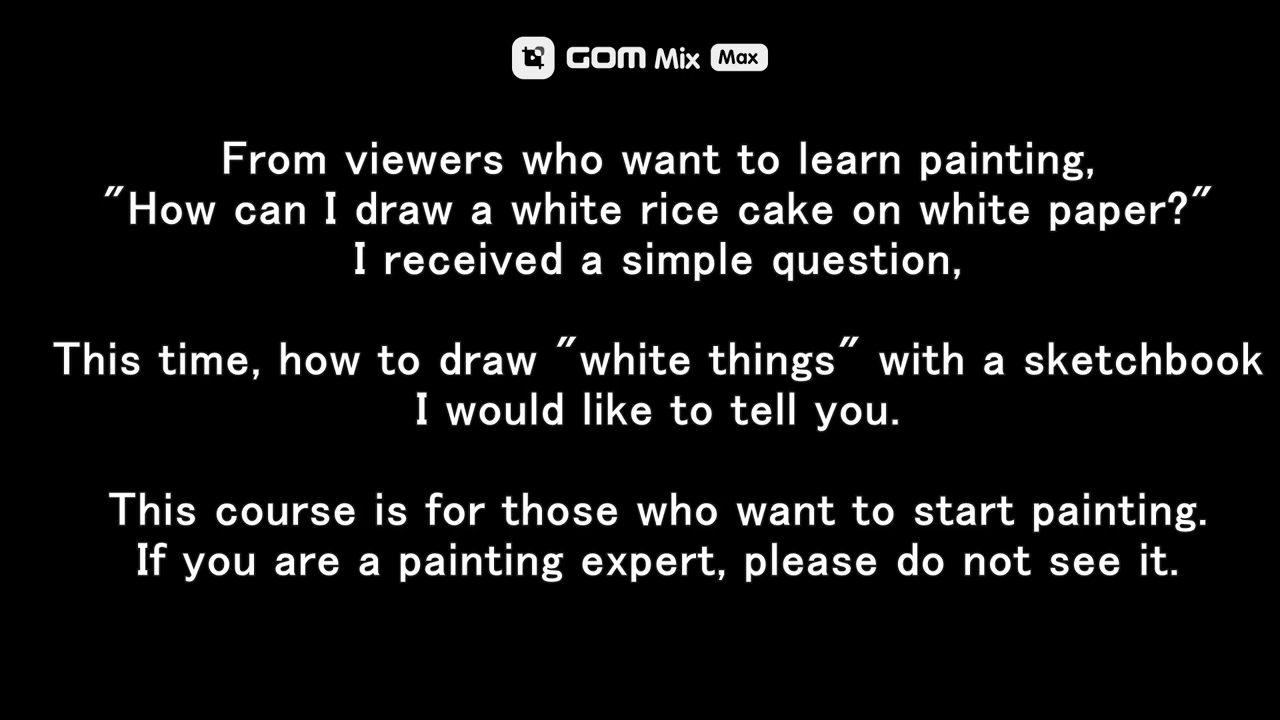 GOM Mix Max
From viewers who want to learn painting,
"How can I draw a white rice cake on white paper?"
I received a simple question,
This time, how to draw "white things" with a sketchbook
I would like to tell you.
This course is for those who want to start painting.
If you are a painting expert, please do not see it.